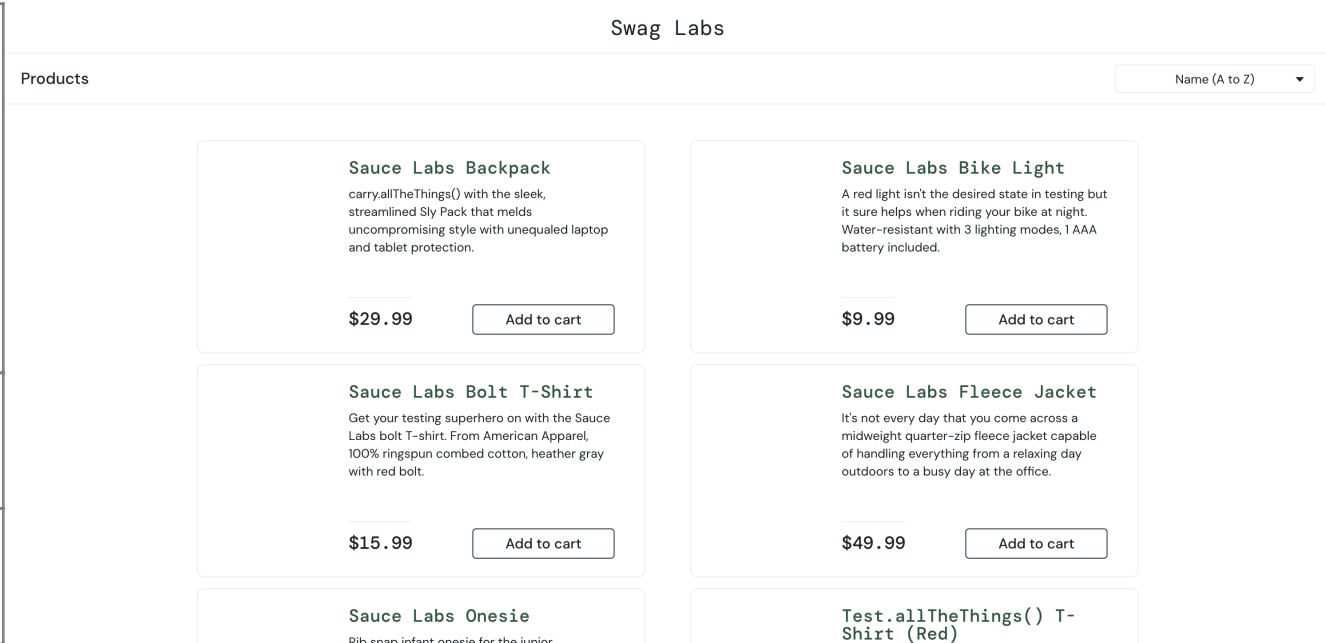 Swag Labs
Products
Name (A to Z)
Sauce Labs Backpack
carry.allTheThings() with the sleek,
streamlined Sly Pack that melds
uncompromising style with unequaled laptop
and tablet protection.
$29.99
Add to cart
Sauce Labs Bike Light
A red light isn't the desired state in testing but
it sure helps when riding your bike at night.
Water-resistant with 3 lighting modes, 1 AAA
battery included.
$9.99
Add to cart
Sauce Labs Bolt T-Shirt
Get your testing superhero on with the Sauce
Labs bolt T-shirt. From American Apparel,
100% ringspun combed cotton, heather gray
with red bolt.
$15.99
Add to cart
Sauce Labs Fleece Jacket
It's not every day that you come across a
midweight quarter-zip fleece jacket capable
of handling everything from a relaxing day
outdoors to a busy day at the office.
$49.99
Add to cart
Sauce Labs Onesie
Rib snap infant onesie for the junior
Test.allTheThings() T-
Shirt (Red)